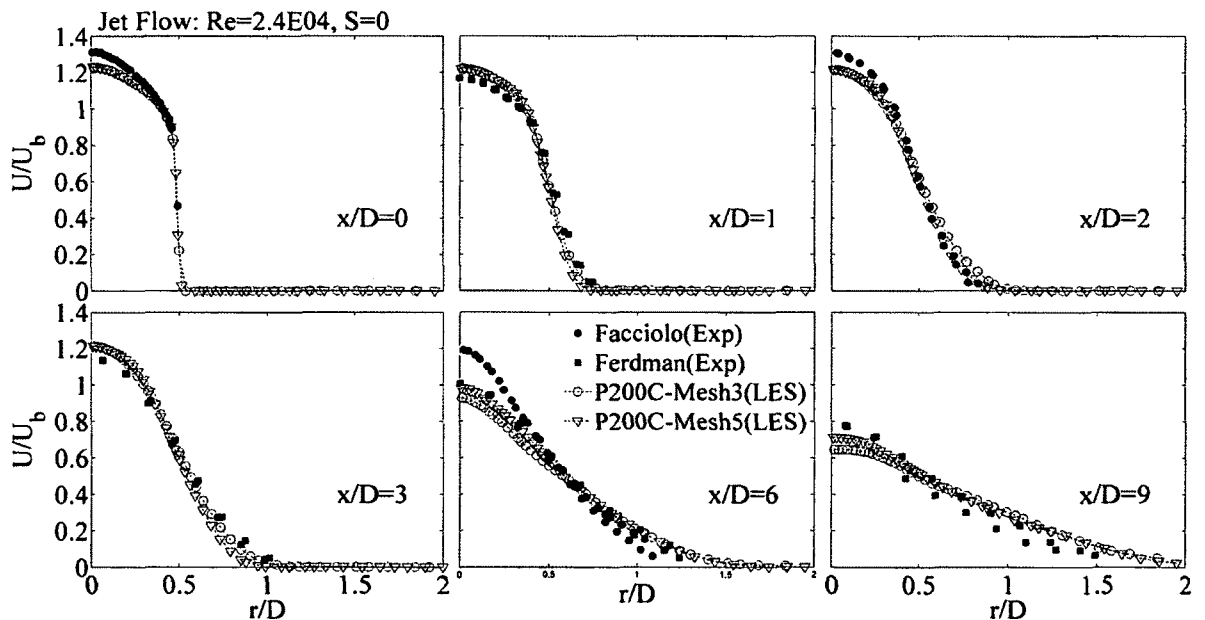 Jet Flow: Re=2.4E04, S=0
1.4
1.2
1
0.8
0.6
0.4
0.2
0
U/U_b
x/D=0
x/D=1
x/D=2
1.4
1.2
1
0.8
0.6
0.4
0.2
0
U/U_b
x/D=3
Facciolo(Exp)
Ferdman(Exp)
P200C-Mesh3(LES)
P200C-Mesh5(LES)
x/D=6
x/D=9
0 0.5 1 1.5 2
0 0.5 1 1.5 2
0 0.5 1 1.5 2
r/D
r/D
r/D